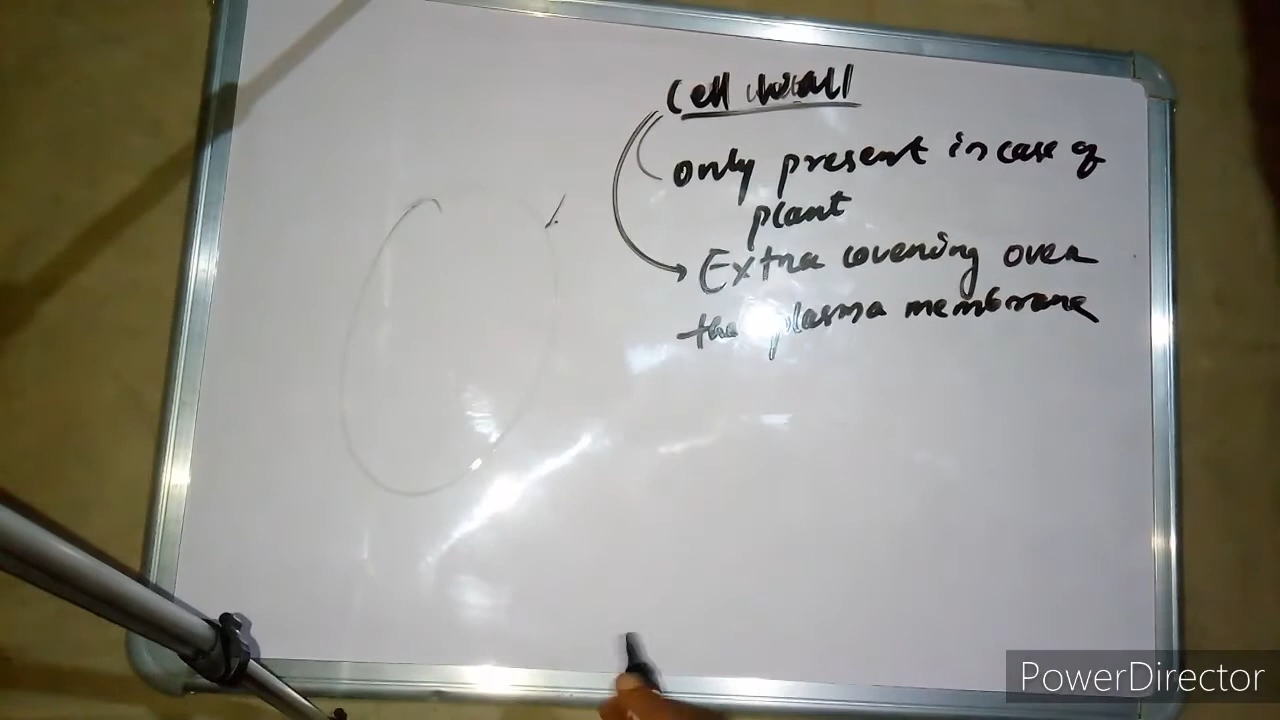 Cell wall
only present in case of
plant
Extra covering over
the plasma membrane
PowerDirector